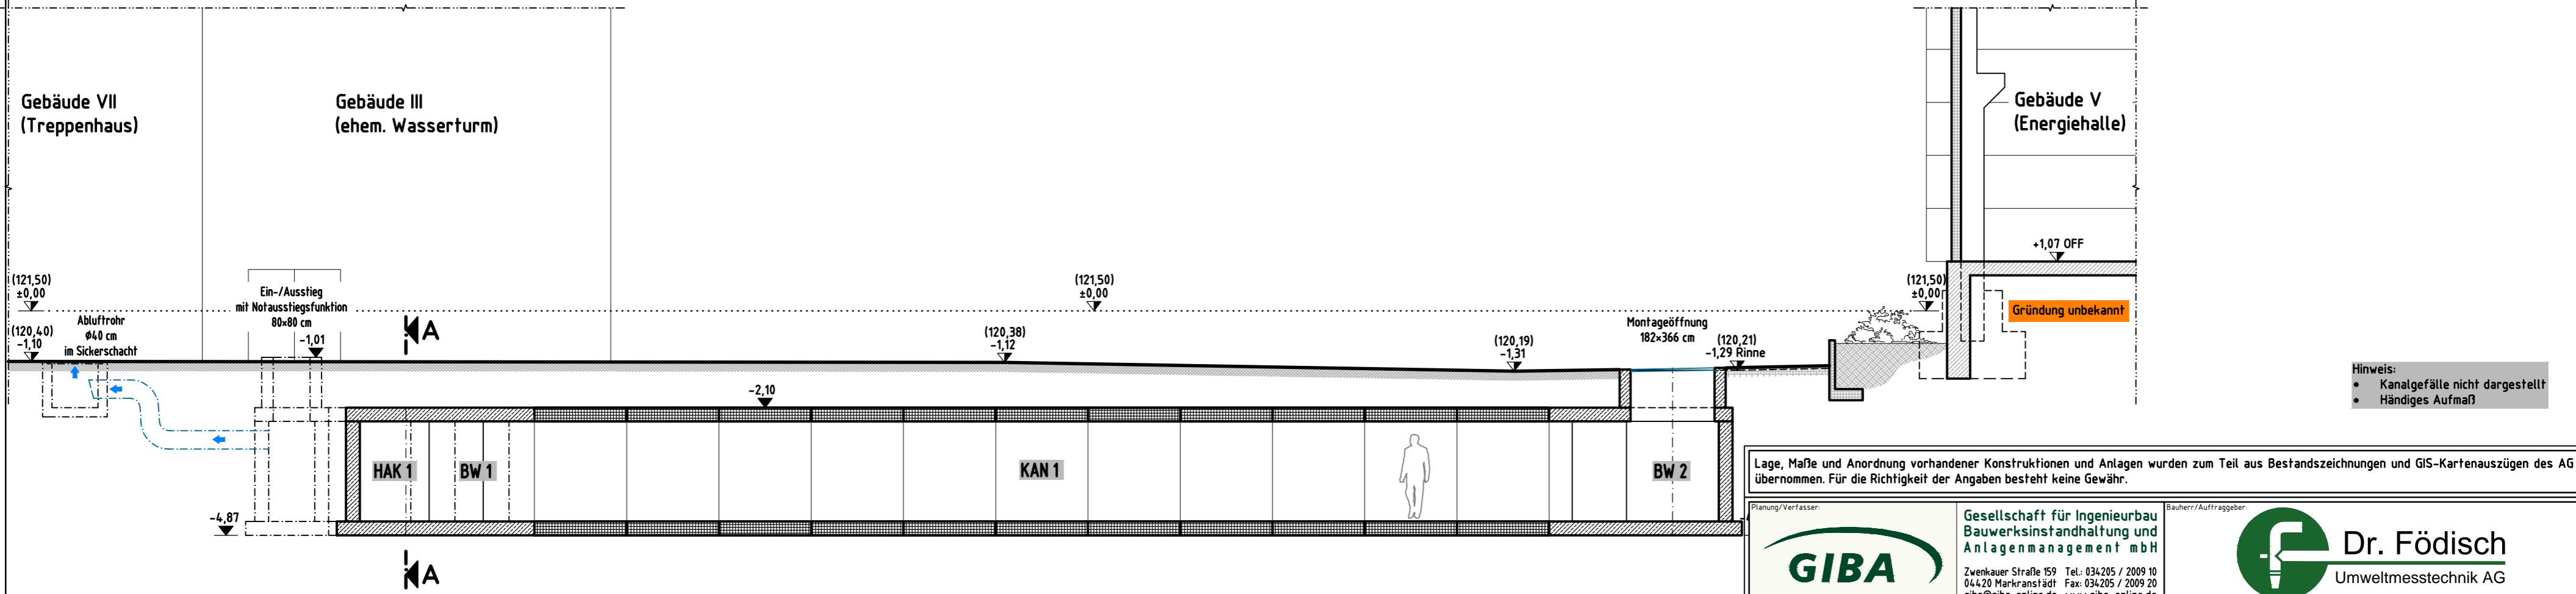 Gebäude VII
(Treppenhaus)
Gebäude III
(ehem. Wasserturm)
Gebäude V
(Energiehalle)
+1,07 OFF
(121,50)
±0,00
(120,40)
-1,10
Abluftrohr
Ø40 cm
im Sickerschacht
Ein-/Ausstieg
mit Notausstiegsfunktion
80×80 cm
-1,01
A
(121,50)
±0,00
(120,38)
-1,12
(120,19)
-1,31
Montageöffnung
182×366 cm
(120,21)
-1,29 Rinne
(121,50)
±0,00
Gründung unbekannt
-2,10
Hinweis:
• Kanalgefälle nicht dargestellt
• Händiges Aufmaß
HAK 1
BW 1
KAN 1
BW 2
-4,87
A
Lage, Maße und Anordnung vorhandener Konstruktionen und Anlagen wurden zum Teil aus Bestandszeichnungen und GIS-Kartenauszügen des AG
übernommen. Für die Richtigkeit der Angaben besteht keine Gewähr.
Planung/Verfasser:
GIBA
Gesellschaft für Ingenieurbau
Bauwerksinstandhaltung und
Anlagenmanagement mbH
Zwenkauer Straße 159 Tel.: 034205 / 2009 10
04420 Markranstädt Fax: 034205 / 2009 20
Bauherr/Auftraggeber:
Dr. Födisch
Umweltmesstechnik AG